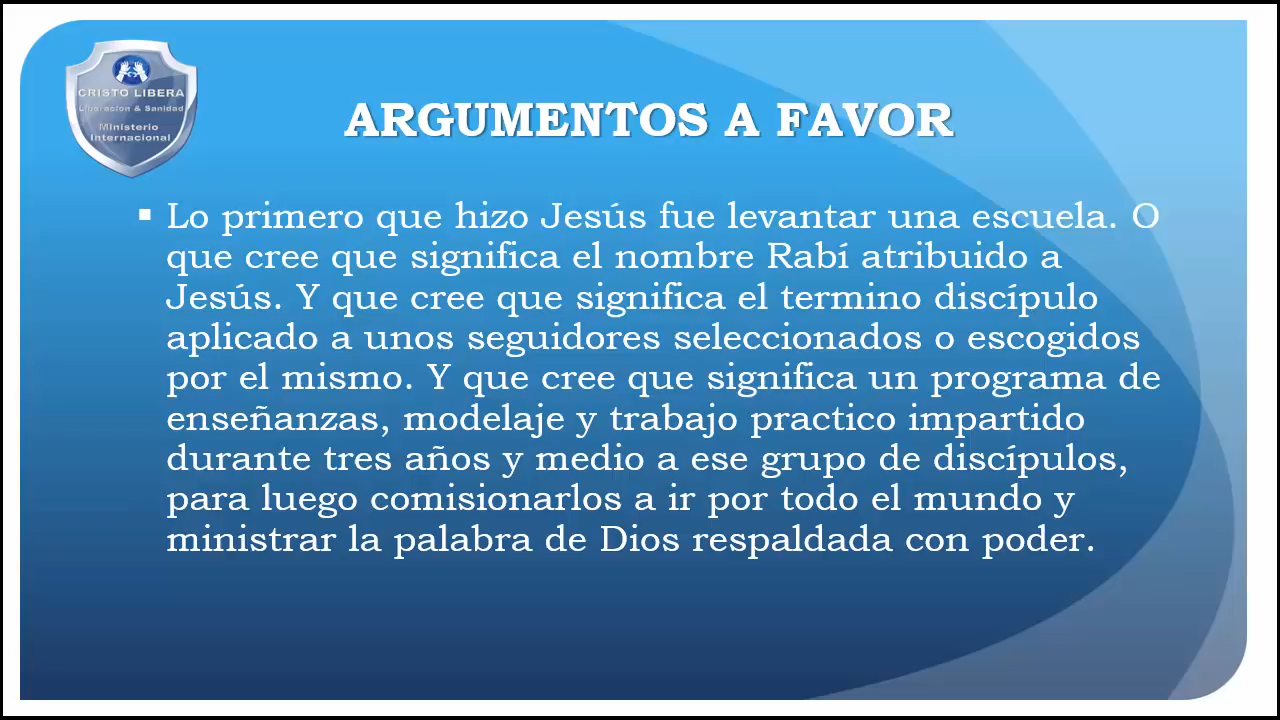 CRISTO LIBERA
Liberacion & Sanidad
Ministerio
Internacional
ARGUMENTOS A FAVOR
▪ Lo primero que hizo Jesús fue levantar una escuela. O
que cree que significa el nombre Rabí atribuido a
Jesús. Y que cree que significa el termino discípulo
aplicado a unos seguidores seleccionados o escogidos
por el mismo. Y que cree que significa un programa de
enseñanzas, modelaje y trabajo practico impartido
durante tres años y medio a ese grupo de discípulos,
para luego comisionarlos a ir por todo el mundo y
ministrar la palabra de Dios respaldada con poder.